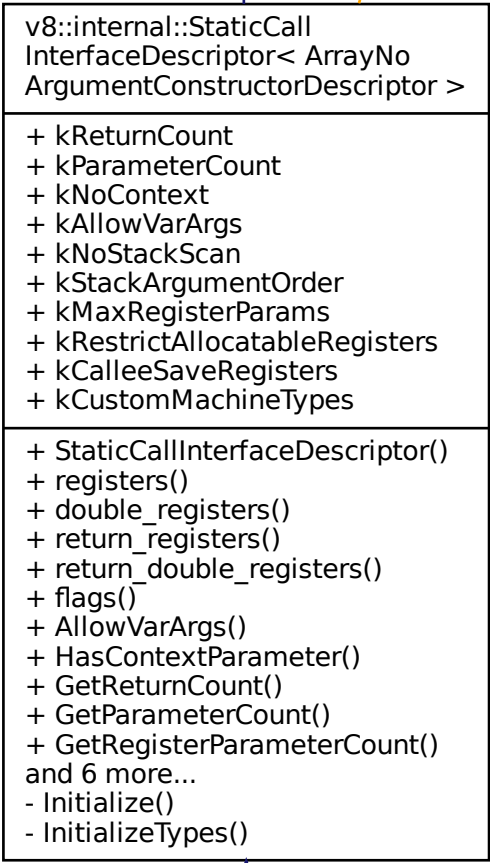 v8::internal::StaticCall
InterfaceDescriptor< ArrayNo
ArgumentConstructorDescriptor >
+ kReturnCount
+ kParameterCount
+ kNoContext
+ kAllowVarArgs
+ kNoStackScan
+ kStackArgumentOrder
+ kMaxRegisterParams
+ kRestrictAllocatableRegisters
+ kCalleeSaveRegisters
+ kCustomMachineTypes
+ StaticCallInterfaceDescriptor()
+ registers()
+ double_registers()
+ return_registers()
+ return_double_registers()
+ flags()
+ AllowVarArgs()
+ HasContextParameter()
+ GetReturnCount()
+ GetParameterCount()
+ GetRegisterParameterCount()
and 6 more...
- Initialize()
- InitializeTypes()